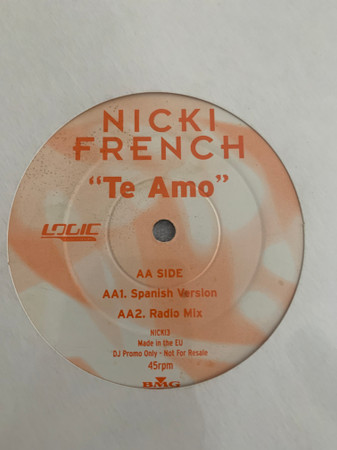 NICKI
FRENCH
"Te Amo"
LOGIC
AA SIDE
AA1. Spanish Version
AA2. Radio Mix
NICKI3
Made in the EU
DJ Promo Only - Not For Resale
45rpm
BMG